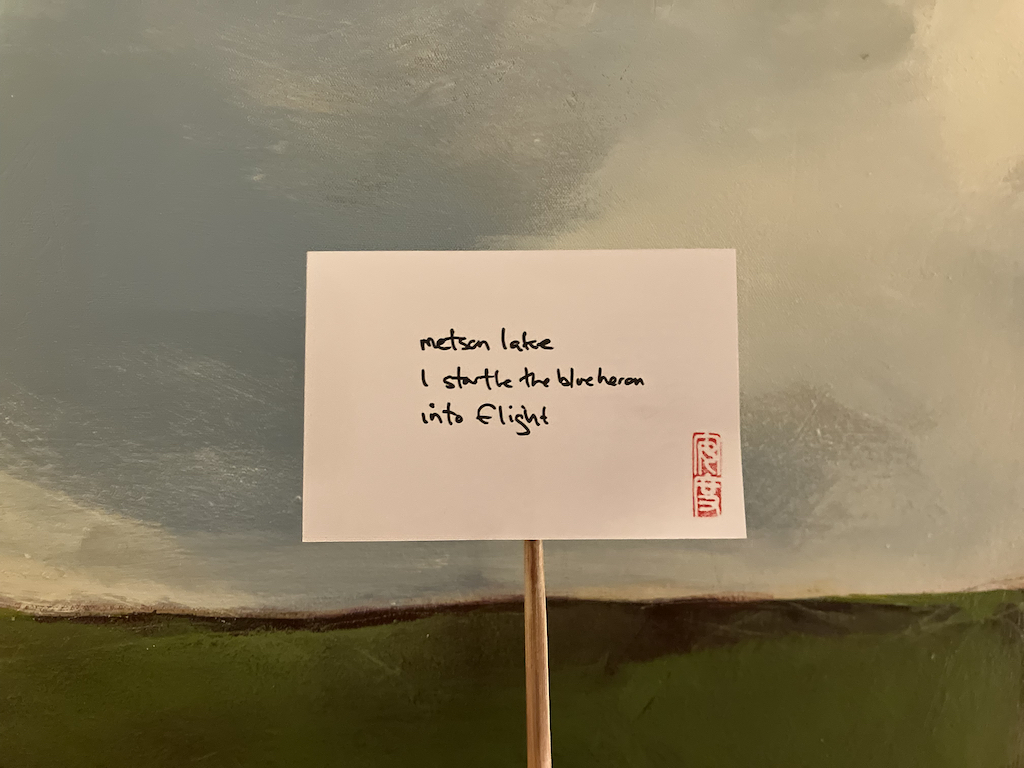 metson lake
I startle the blue heron
into flight